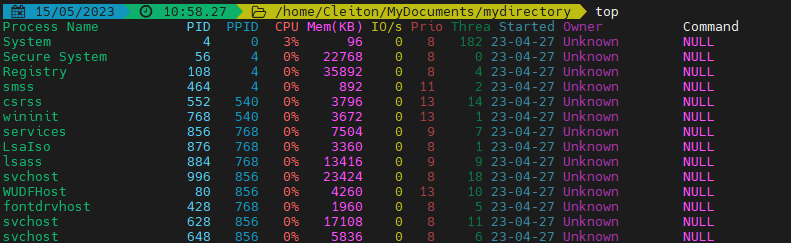 15/05/2023 10:58.27 /home/Cleiton/MyDocuments/mydirectory top
Process Name PID PPID CPU Mem(KB) IO/s Prio Threa Started Owner Command
System 4 0 3% 96 0 8 182 23-04-27 Unknown NULL
Secure System 56 4 0% 22768 0 8 0 23-04-27 Unknown NULL
Registry 108 4 0% 35892 0 8 4 23-04-27 Unknown NULL
smss 464 4 0% 892 0 11 2 23-04-27 Unknown NULL
csrss 552 540 0% 3796 0 13 14 23-04-27 Unknown NULL
wininit 768 540 0% 3672 0 13 1 23-04-27 Unknown NULL
services 856 768 0% 7504 0 9 7 23-04-27 Unknown NULL
LsaIso 876 768 0% 3360 0 8 1 23-04-27 Unknown NULL
lsass 884 768 0% 13416 0 9 9 23-04-27 Unknown NULL
svchost 996 856 0% 23424 0 8 18 23-04-27 Unknown NULL
WUDFHost 80 856 0% 4260 0 13 10 23-04-27 Unknown NULL
fontdrvhost 428 768 0% 1960 0 8 5 23-04-27 Unknown NULL
svchost 628 856 0% 17108 0 8 11 23-04-27 Unknown NULL
svchost 648 856 0% 5836 0 8 6 23-04-27 Unknown NULL